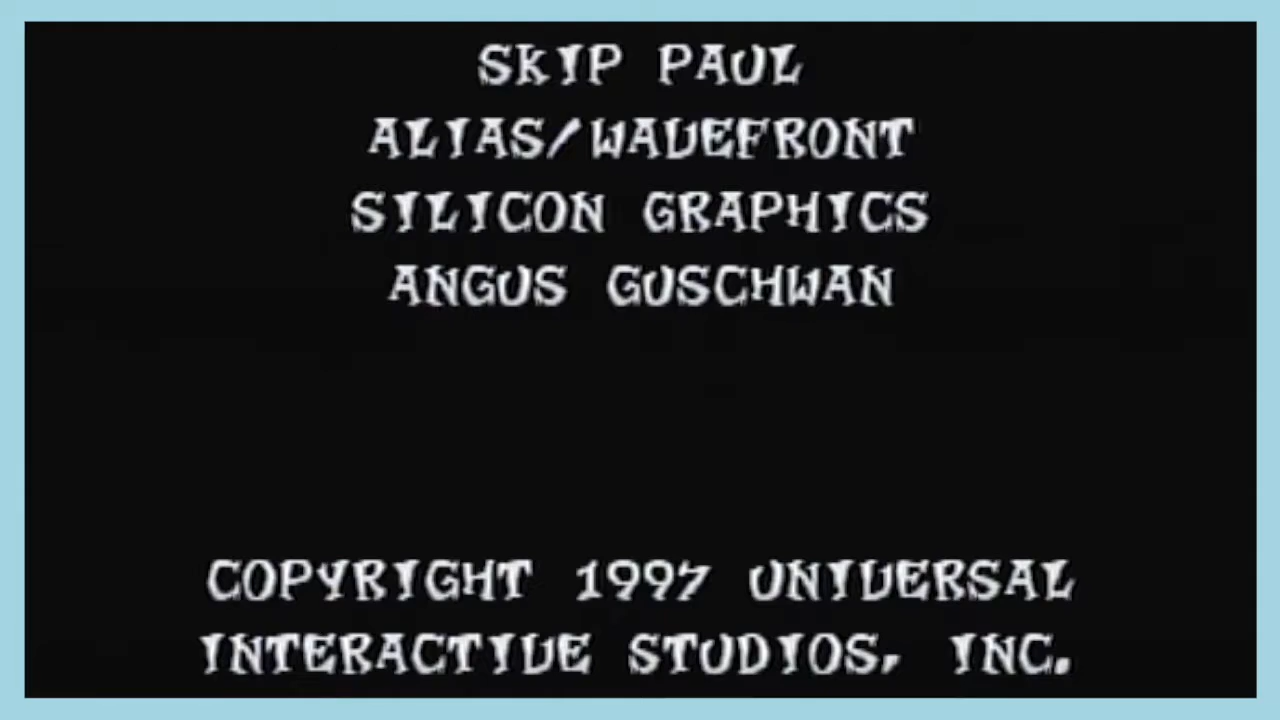 SKIP PAUL
ALIAS/WAVEFRONT
SILICON GRAPHICS
ANGUS GUSCHWAN
COPYRIGHT 1997 UNIVERSAL
INTERACTIVE STUDIOS, INC.